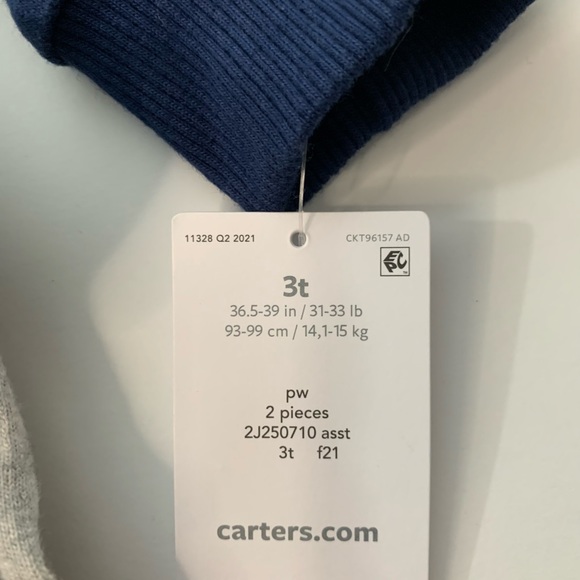 11328 Q2 2021 CKT96157 AD
EPC
3t
36.5-39 in / 31-33 lb
93-99 cm / 14,1-15 kg
pw
2 pieces
2J250710 asst
3t f21
carters.com